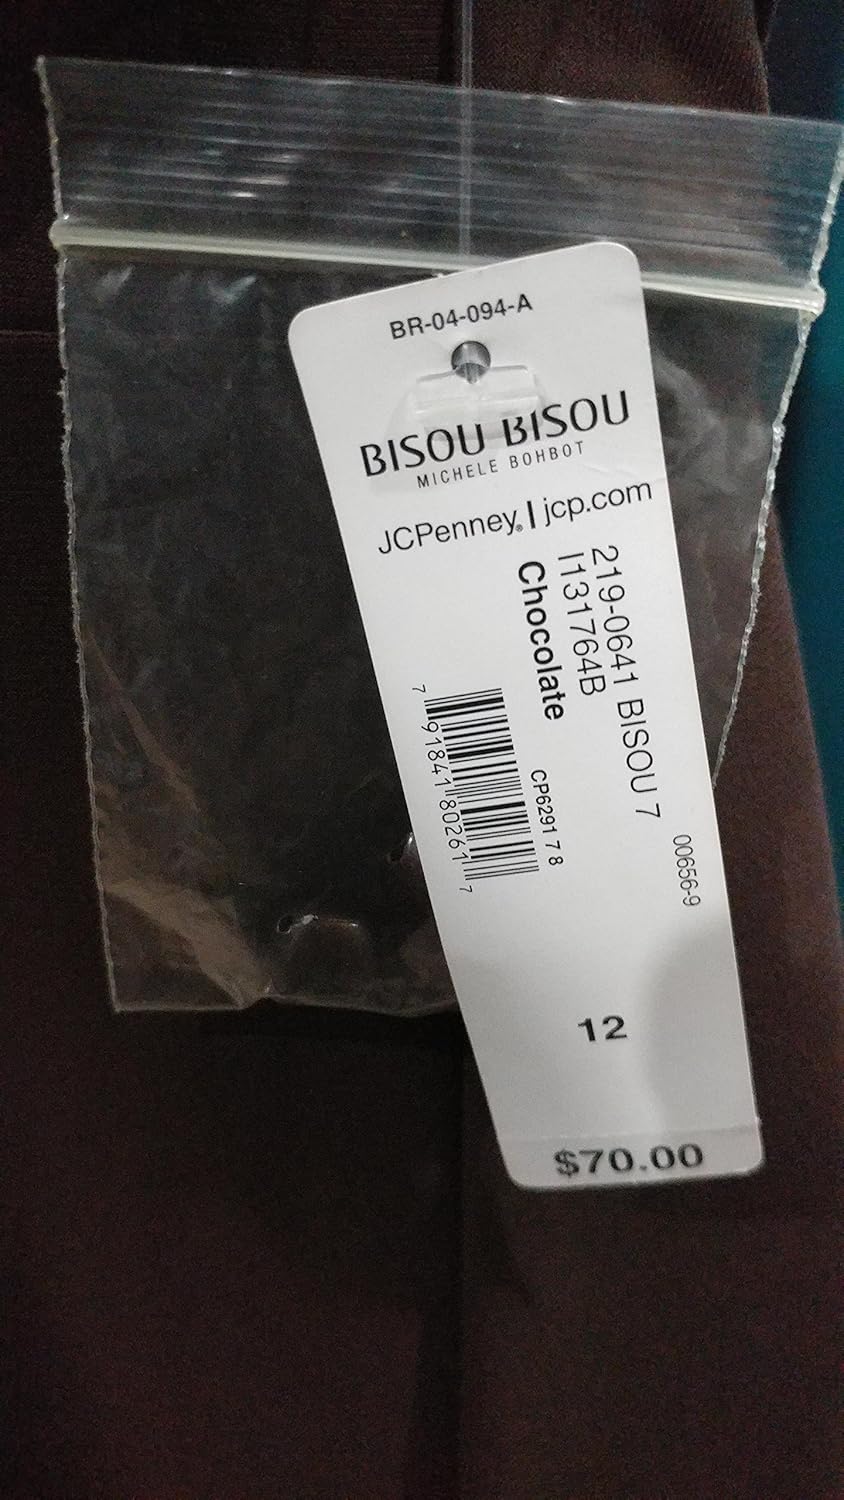 BR-04-094-A
BISOU BISOU
MICHELE BOHBOT
JCPenney® | jcp.com
219-0641 BISOU 7
I131764B
Chocolate
00656-9
CP6291 7 8
7 91841 80261 7
12
$70.00